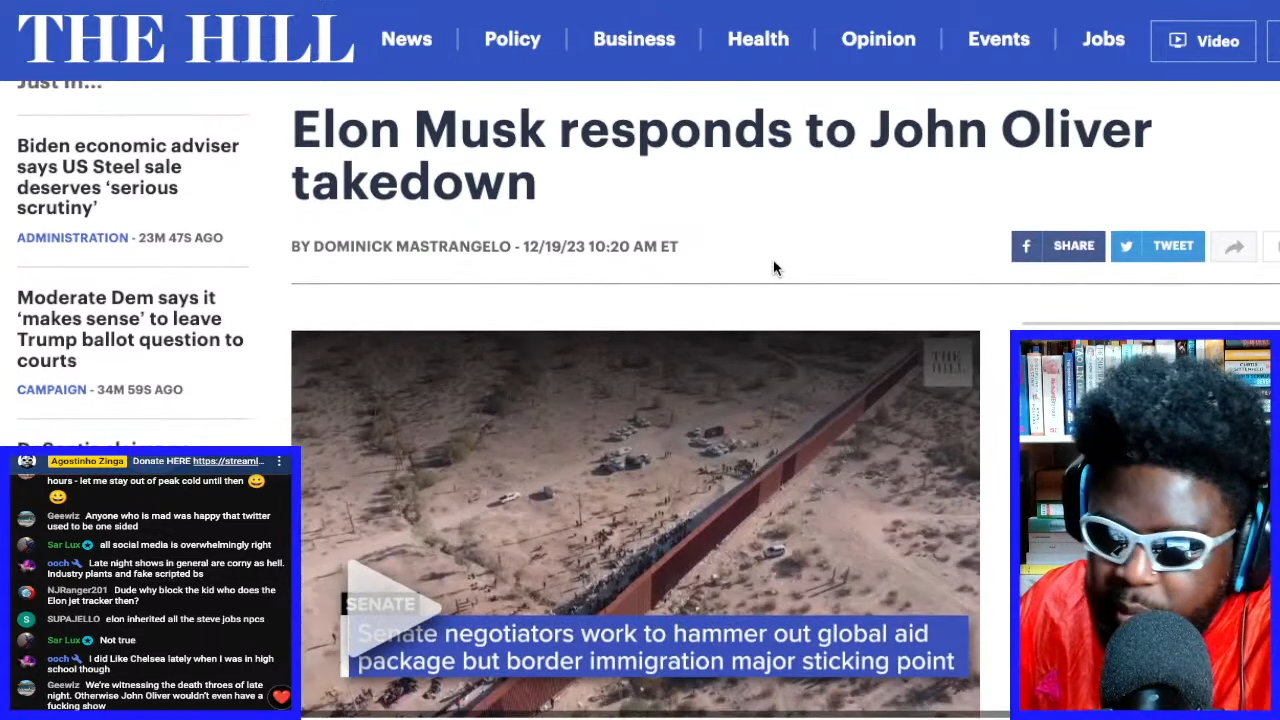 THE HILL
News
Policy
Business
Health
Opinion
Events
Jobs
Video
Just in...
Biden economic adviser
says US Steel sale
deserves ‘serious
scrutiny’
ADMINISTRATION - 23M 47S AGO
Moderate Dem says it
‘makes sense’ to leave
Trump ballot question to
courts
CAMPAIGN - 34M 59S AGO
Elon Musk responds to John Oliver
takedown
BY DOMINICK MASTRANGELO - 12/19/23 10:20 AM ET
SHARE
TWEET
THE
HILL
SENATE
Senate negotiators work to hammer out global aid
package but border immigration major sticking point
Agostinho Zinga Donate HERE https://streaml...
hours - let me stay out of peak cold until then
Geewiz Anyone who is mad was happy that twitter
used to be one sided
Sar Lux all social media is overwhelmingly right
ooch Late night shows in general are corny as hell.
Industry plants and fake scripted bs
NJRanger201 Dude why block the kid who does the
Elon jet tracker then?
S SUPAJELLO elon inherited all the steve jobs npcs
Sar Lux Not true
ooch I did Like Chelsea lately when I was in high
school though
Geewiz We're witnessing the death throes of late
night. Otherwise John Oliver wouldn't even have a
fucking show